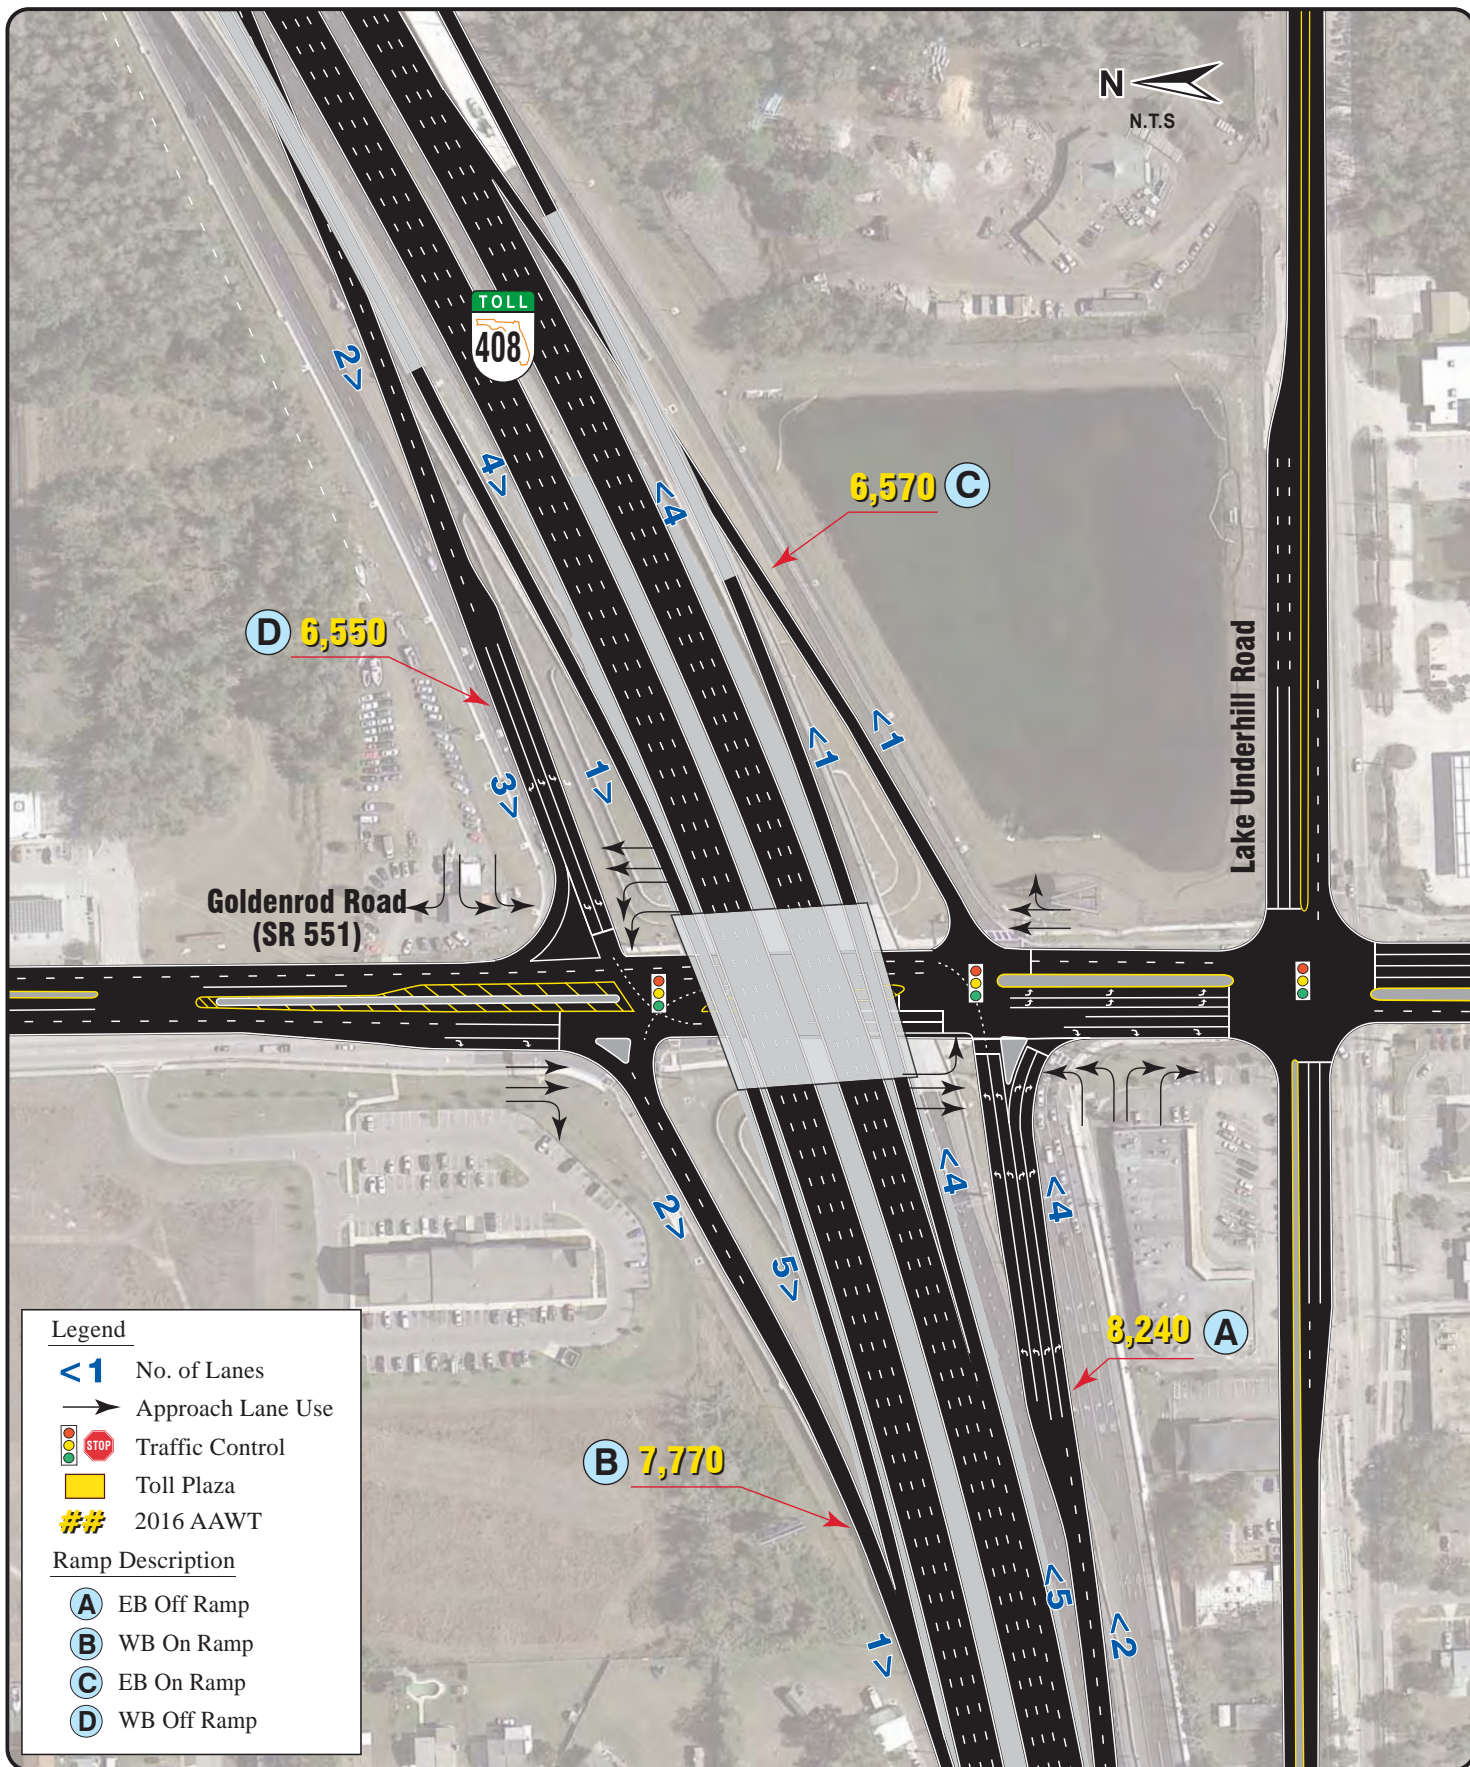 N
N.T.S
TOLL
408
2>
4>
<4
6,570 C
D 6,550
<1
<1
1>
3>
Lake Underhill Road
Goldenrod Road
(SR 551)
<4
<4
2>
5>
8,240 A
B 7,770
<5
<2
1>
Legend
<1 No. of Lanes
Approach Lane Use
STOP Traffic Control
Toll Plaza
## 2016 AAWT
Ramp Description
A EB Off Ramp
B WB On Ramp
C EB On Ramp
D WB Off Ramp